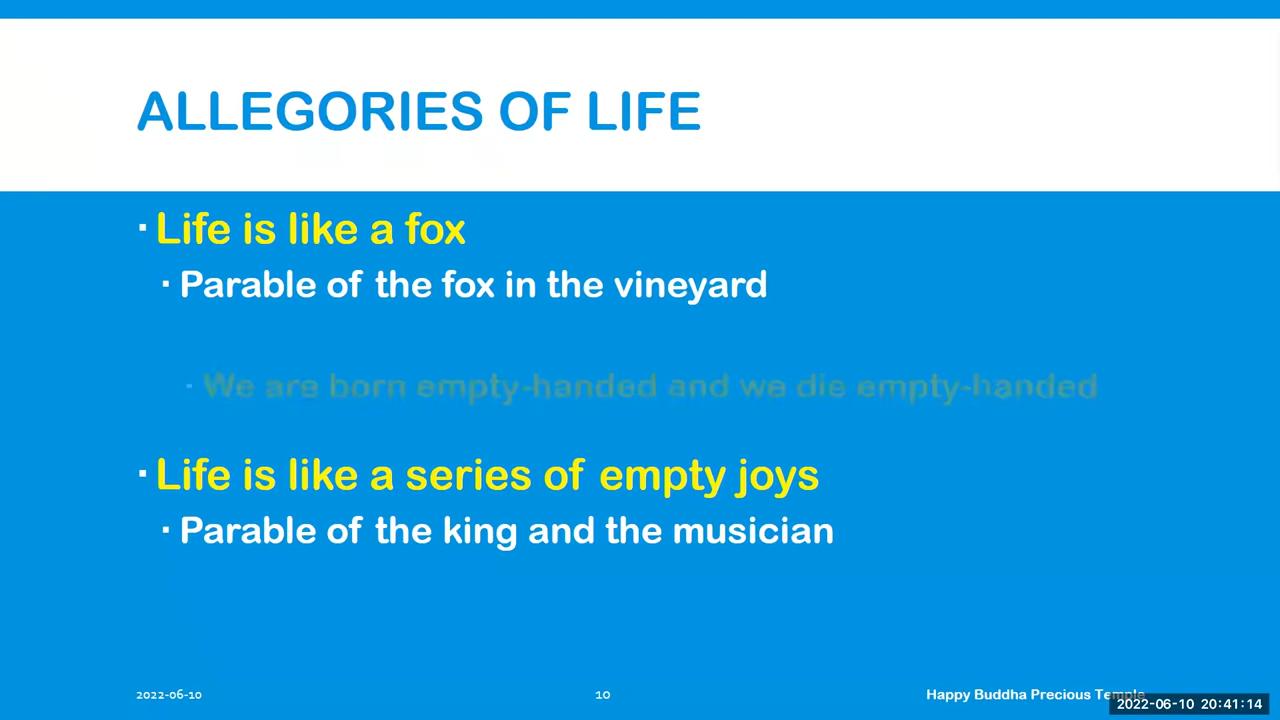 ALLEGORIES OF LIFE
· Life is like a fox
· Parable of the fox in the vineyard
· We are born empty-handed and we die empty-handed
· Life is like a series of empty joys
· Parable of the king and the musician
2022-06-10
10
Happy Buddha Precious Temple
2022-06-10 20:41:14